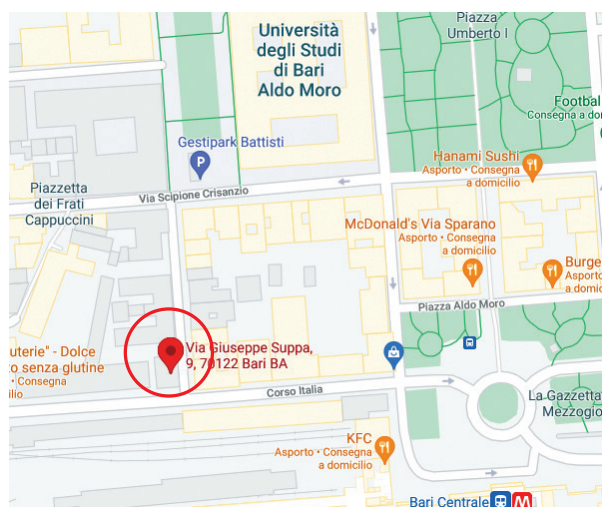 Piazza
Umberto I
Università
degli Studi
di Bari
Aldo Moro
Footbal
Consegna a do
Gestipark Battisti
P
Hanami Sushi
Asporto • Consegna
a domicilio
Piazzetta
dei Frati
Cappuccini
Via Scipione Crisanzio
McDonald's Via Sparano
Asporto • Consegna
a domicilio
Burge
Asporto
a domic
Piazza Aldo Moro
Via Giuseppe Suppa,
9, 70122 Bari BA
uterie" - Dolce
o senza glutine
• Consegna
ilio
Corso Italia
La Gazzetta
Mezzogio
KFC
Asporto • Consegna
a domicilio
Bari Centrale
M